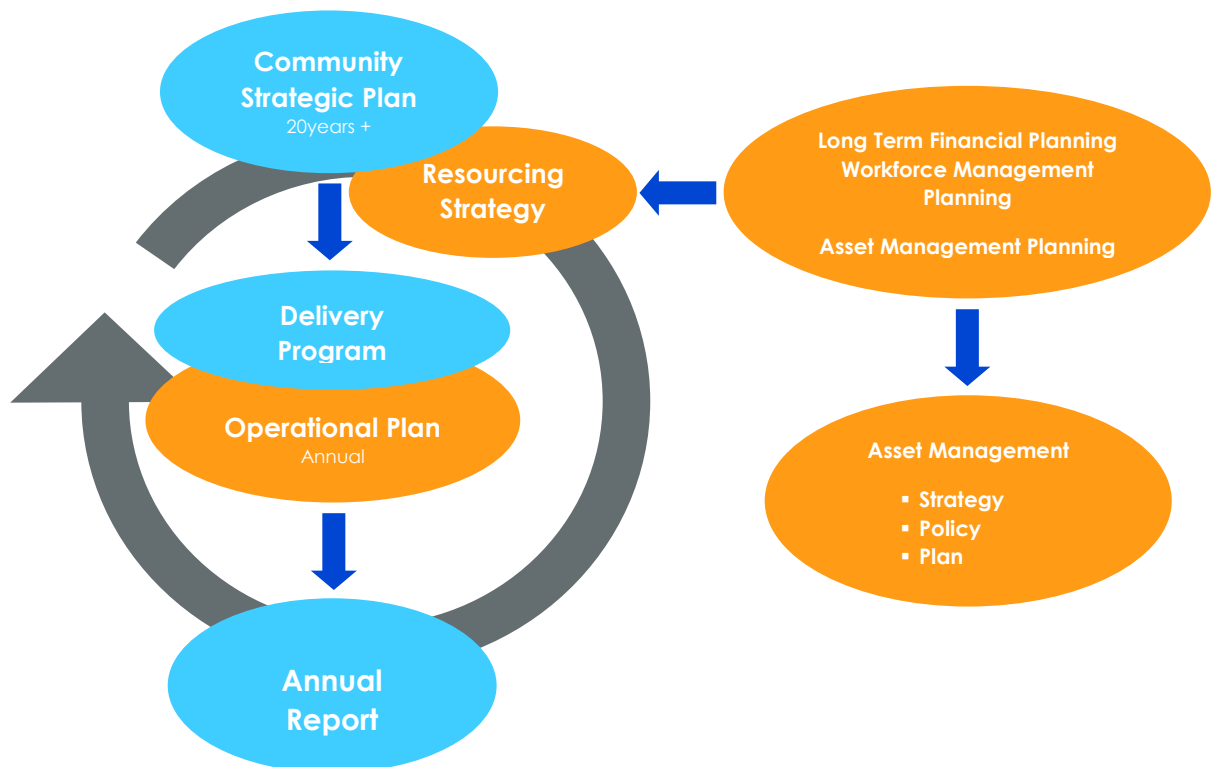 Community
Strategic Plan
20years +
Resourcing
Strategy
Long Term Financial Planning
Workforce Management
Planning
Asset Management Planning
Delivery
Program
Operational Plan
Annual
Asset Management
▪ Strategy
▪ Policy
▪ Plan
Annual
Report